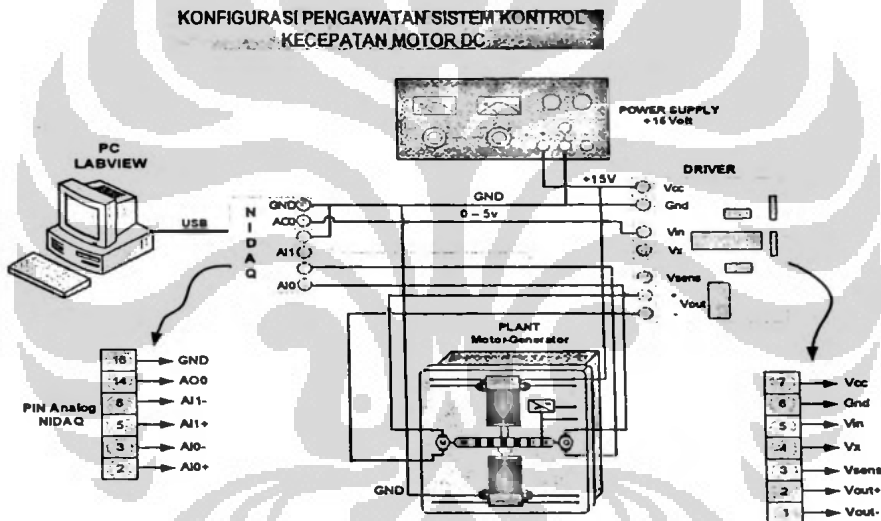 KONFIGURASI PENGAWATAN SISTEM KONTROL
KECEPATAN MOTOR DC
POWER SUPPLY
+15 Volt
PC
LABVIEW
USB
N
I
D
A
Q
GND
AO0
AI1
AI0
GND
0 – 5v
+15V
DRIVER
Vcc
Gnd
Vin
Vx
Vsens
+
Vout
-
PLANT
Motor-Generator
M
G
GND
PIN Analog
NIDAQ
16 GND
14 AO0
6 AI1-
5 AI1+
3 AI0-
2 AI0+
7 Vcc
6 Gnd
5 Vin
4 Vx
3 Vsens
2 Vout+
1 Vout-